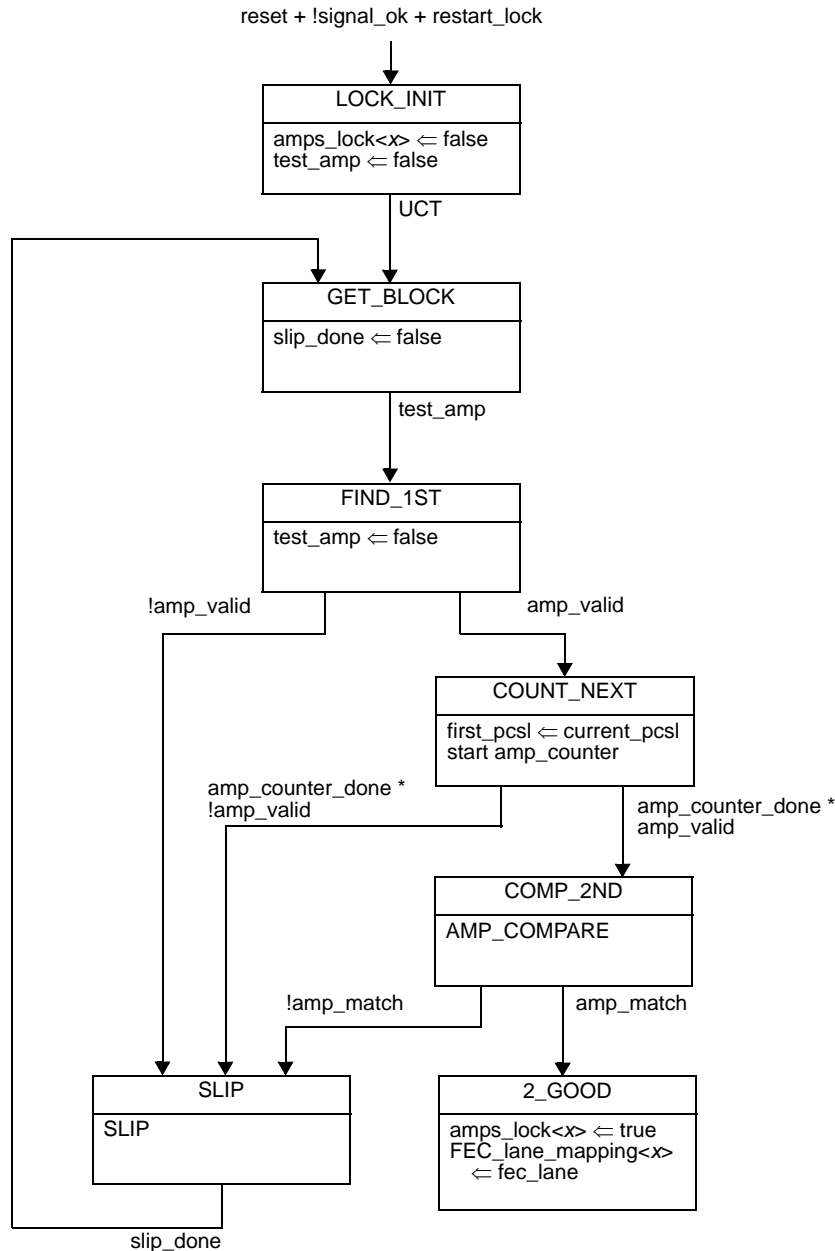 reset + !signal_ok + restart_lock
LOCK_INIT
amps_lock<x> ⇐ false
test_amp ⇐ false
UCT
GET_BLOCK
slip_done ⇐ false
test_amp
FIND_1ST
test_amp ⇐ false
!amp_valid
amp_valid
COUNT_NEXT
first_pcsl ⇐ current_pcsl
start amp_counter
amp_counter_done *
!amp_valid
amp_counter_done *
amp_valid
COMP_2ND
AMP_COMPARE
!amp_match
amp_match
SLIP
SLIP
2_GOOD
amps_lock<x> ⇐ true
FEC_lane_mapping<x>
⇐ fec_lane
slip_done